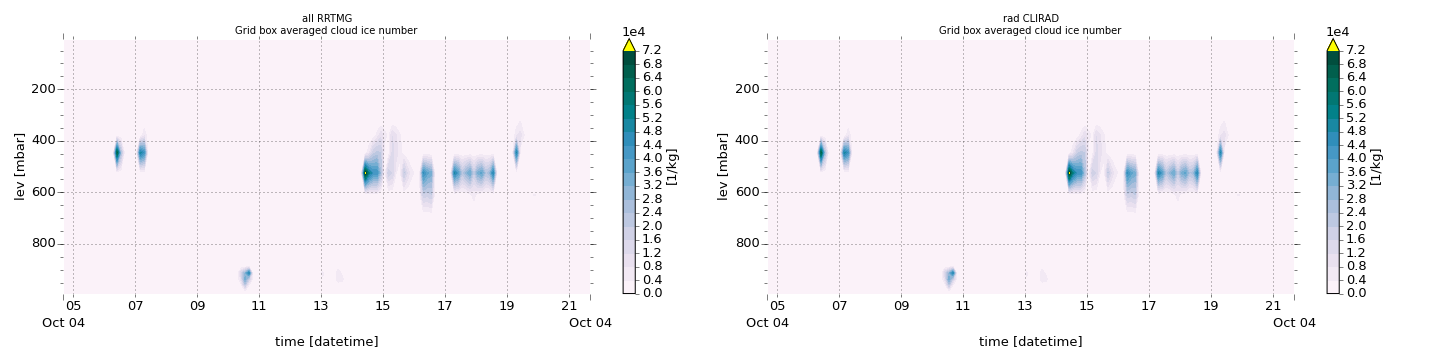 all RRTMG
Grid box averaged cloud ice number
lev [mbar]
200
400
600
800
05 07 09 11 13 15 17 19 21
Oct 04 Oct 04
time [datetime]
1e4
7.2
6.8
6.4
6.0
5.6
5.2
4.8
4.4
4.0
3.6
3.2
2.8
2.4
2.0
1.6
1.2
0.8
0.4
0.0
[1/kg]
rad CLIRAD
Grid box averaged cloud ice number
lev [mbar]
200
400
600
800
05 07 09 11 13 15 17 19 21
Oct 04 Oct 04
time [datetime]
1e4
7.2
6.8
6.4
6.0
5.6
5.2
4.8
4.4
4.0
3.6
3.2
2.8
2.4
2.0
1.6
1.2
0.8
0.4
0.0
[1/kg]